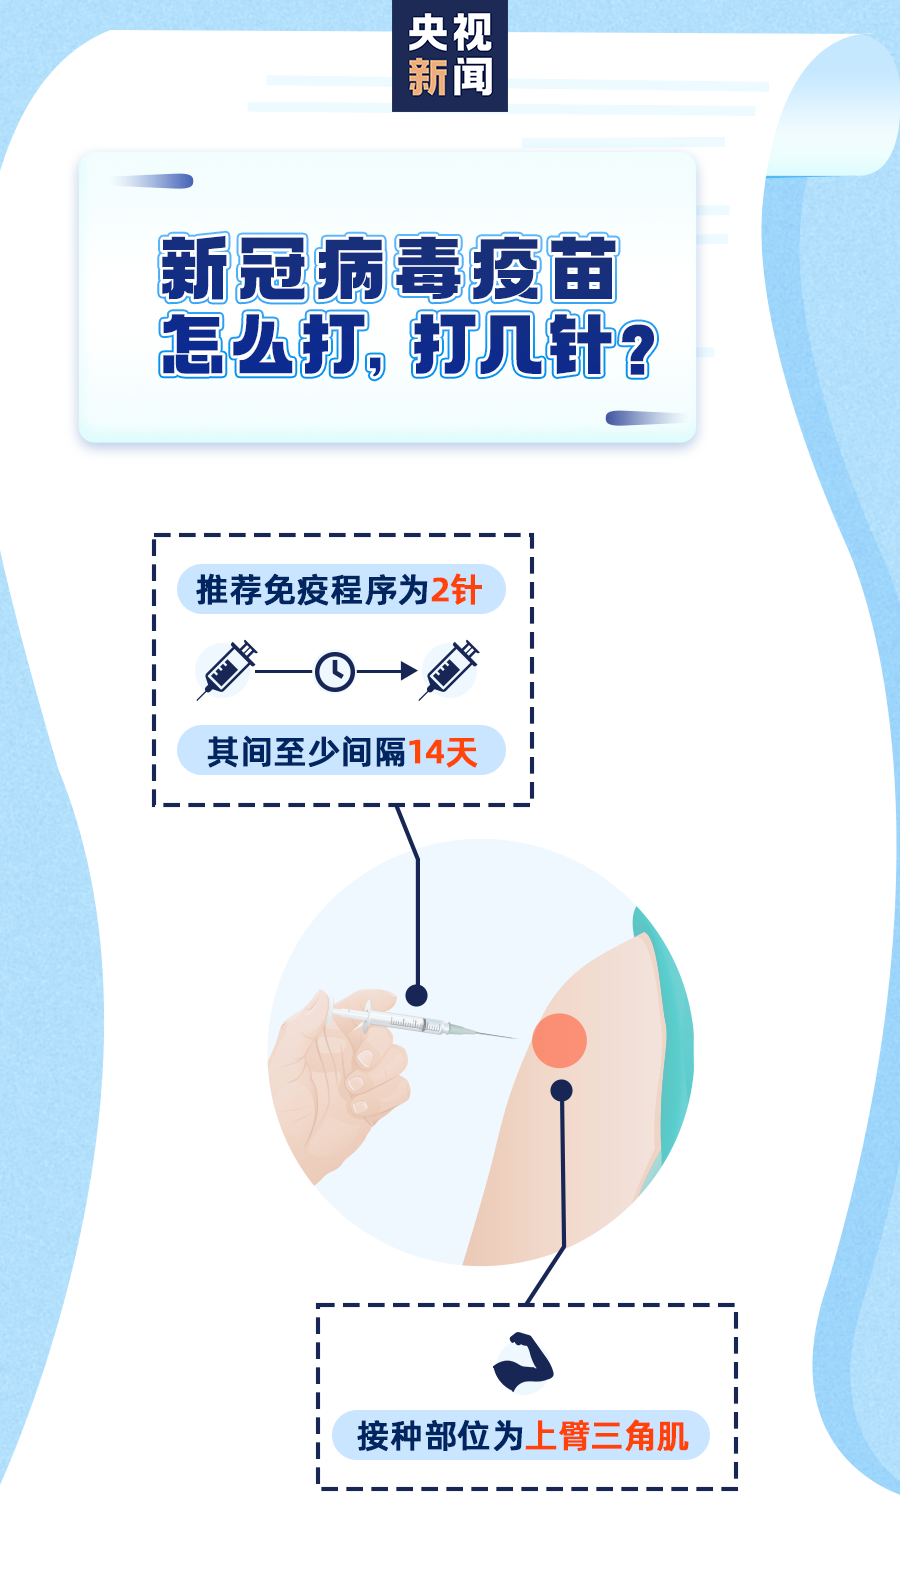 央视
新闻
新冠病毒疫苗
怎么打，打几针？
推荐免疫程序为2针
其间至少间隔14天
接种部位为上臂三角肌